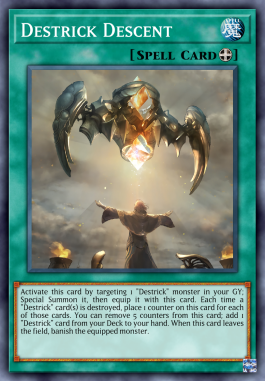 DESTRICK DESCENT
魔
[SPELL CARD]
Activate this card by targeting 1 "Destrick" monster in your GY;
Special Summon it, then equip it with this card. Each time a
"Destrick" card(s) is destroyed, place 1 counter on this card for each
of those cards. You can remove 5 counters from this card; add 1
"Destrick" card from your Deck to your hand. When this card leaves
the field, banish the equipped monster.